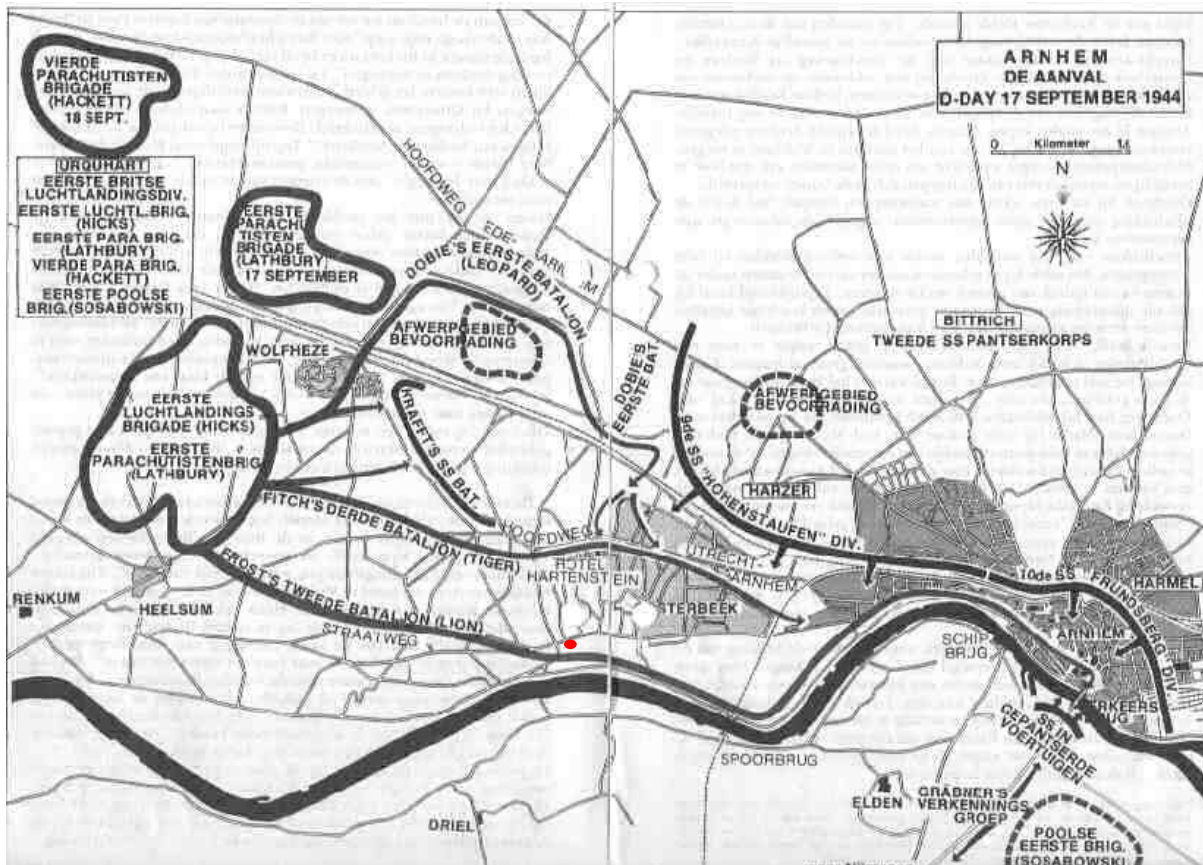 VIERDE
PARACHUTISTEN
BRIGADE
(HACKETT)
18 SEPT.
ARNHEM
DE AANVAL
D-DAY 17 SEPTEMBER 1944
0 Kilometer
N
URQUHART
EERSTE BRITSE
LUCHTLANDINGSDIV.
EERSTE LUCHTL. BRIG.
(HICKS)
EERSTE PARA BRIG.
(LATHBURY)
VIERDE PARA BRIG.
(HACKETT)
EERSTE POOLSE
BRIG.(SOSABOWSKI)
EERSTE
PARACHU
TISTEN
BRIGADE
(LATHBURY)
17 SEPTEMBER
HOOFDWEG
EDE-
DOBIE'S EERSTE BATALJON
(LEOPARD)
AFWERPGEBIED
BEVOORRADING
WOLFHEZE
DOBIE'S
EERSTE BAT.
BITTRICH
TWEEDE SS PANTSERKORPS
AFWERPGEBIED
BEVOORRADING
EERSTE
LUCHTLANDINGS
BRIGADE (HICKS)
EERSTE
PARACHUTISTENBRIG
(LATHBURY)
KRAFFT'S SS BAT.
9de SS "HOHENSTAUFEN" DIV.
HARZER
FITCH'S DERDE BATALJON (TIGER)
HOOFDWEG
HOTEL
HARTENSTEIN
UTRECHT-
ARNHEM
10de SS "FRUNDSBERG" DIV.
HARMEL
RENKUM
HEELSUM
FROST'S TWEEDE BATALJON (LION)
STRAATWEG
STERBEEK
SCHIP
BRUG
ARNHEM
ERKEERS
UG
SS IN
GEPANTSERDE
VOERTUIGEN
SPOORBRUG
ELDEN
GRÄBNER'S
VERKENNINGS
GROEP
DRIEL
POOLSE
EERSTE BRIG.
(SOSABOWSKI)